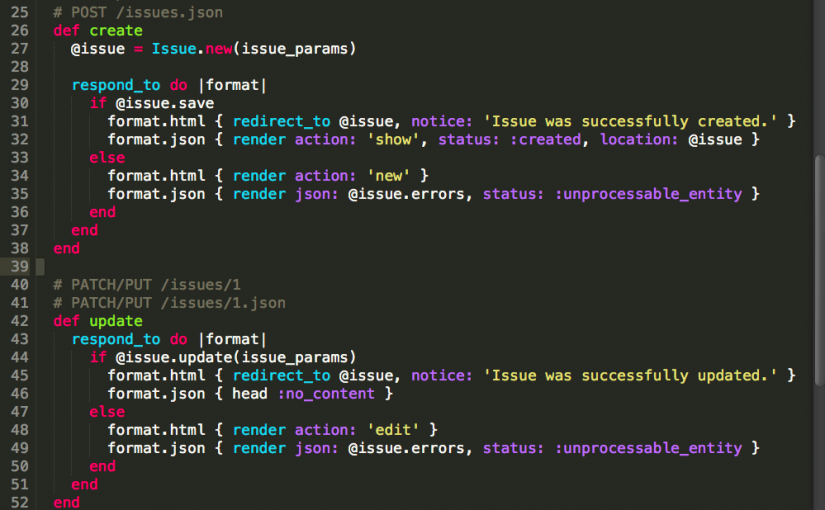 25 # POST /issues.json
26 def create
27 @issue = Issue.new(issue_params)
28
29 respond_to do |format|
30 if @issue.save
31 format.html { redirect_to @issue, notice: 'Issue was successfully created.' }
32 format.json { render action: 'show', status: :created, location: @issue }
33 else
34 format.html { render action: 'new' }
35 format.json { render json: @issue.errors, status: :unprocessable_entity }
36 end
37 end
38 end
39
40 # PATCH/PUT /issues/1
41 # PATCH/PUT /issues/1.json
42 def update
43 respond_to do |format|
44 if @issue.update(issue_params)
45 format.html { redirect_to @issue, notice: 'Issue was successfully updated.' }
46 format.json { head :no_content }
47 else
48 format.html { render action: 'edit' }
49 format.json { render json: @issue.errors, status: :unprocessable_entity }
50 end
51 end
52 end